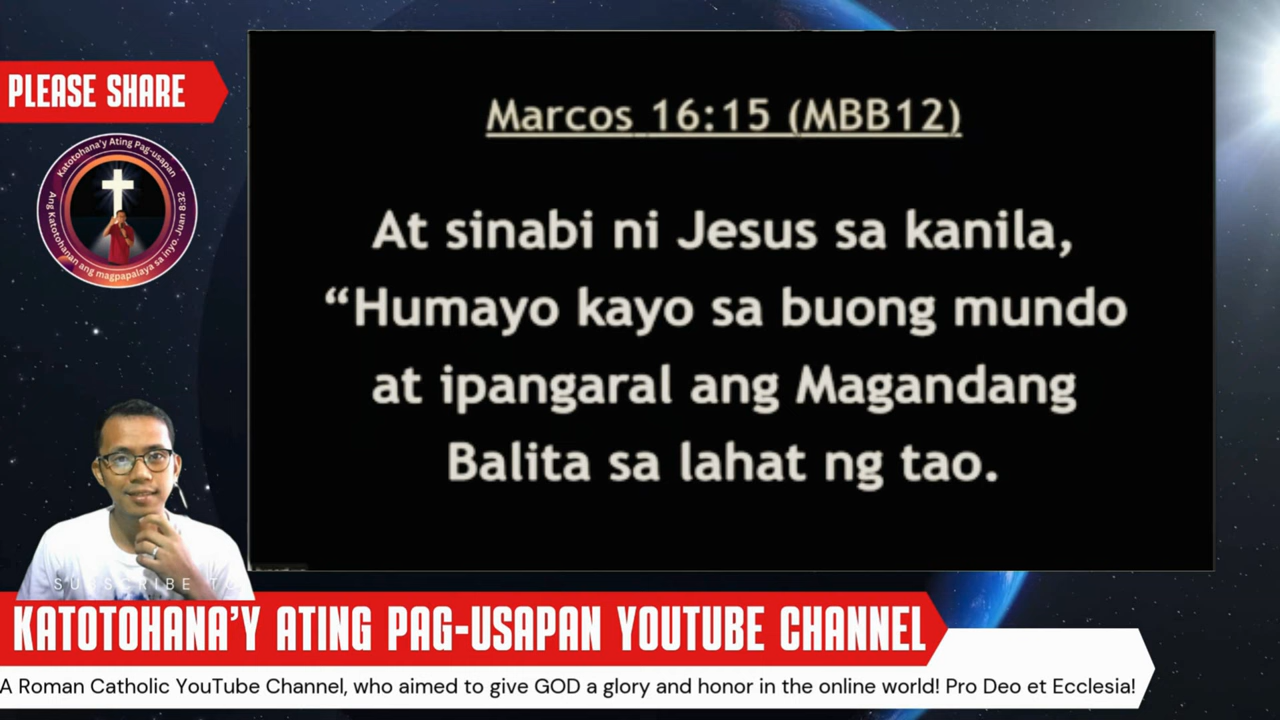 PLEASE SHARE
Katotohana'y Ating Pag-usapan
Ang Katotohanan ang magpapalaya sa inyo. Juan 8:32
Marcos 16:15 (MBB12)
At sinabi ni Jesus sa kanila,
“Humayo kayo sa buong mundo
at ipangaral ang Magandang
Balita sa lahat ng tao.
SUBSCRIBE TO
KATOTOHANA'Y ATING PAG-USAPAN YOUTUBE CHANNEL
A Roman Catholic YouTube Channel, who aimed to give GOD a glory and honor in the online world! Pro Deo et Ecclesia!